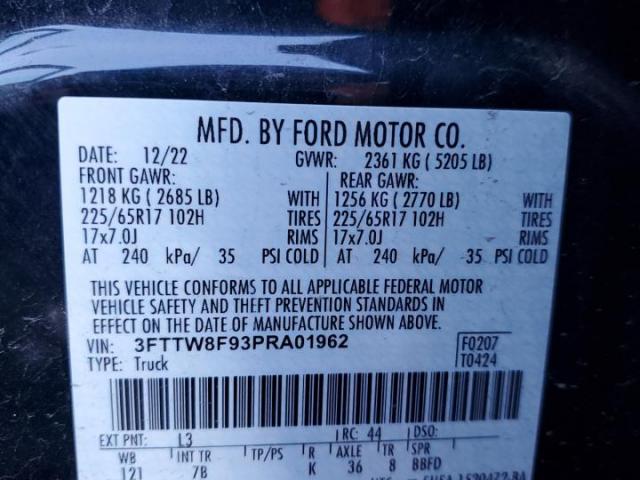 MFD. BY FORD MOTOR CO.
DATE: 12/22 GVWR: 2361 KG ( 5205 LB)
FRONT GAWR: REAR GAWR:
1218 KG ( 2685 LB) WITH 1256 KG ( 2770 LB) WITH
225/65R17 102H TIRES 225/65R17 102H TIRES
17x7.0J RIMS 17x7.0J RIMS
AT 240 kPa/ 35 PSI COLD AT 240 kPa/ 35 PSI COLD
THIS VEHICLE CONFORMS TO ALL APPLICABLE FEDERAL MOTOR
VEHICLE SAFETY AND THEFT PREVENTION STANDARDS IN
EFFECT ON THE DATE OF MANUFACTURE SHOWN ABOVE.
VIN: 3FTTW8F93PRA01962 F0207
TYPE: Truck T0424
EXT PNT: L3 RC: 44 DSO:
WB INT TR TP/PS R AXLE TR SPR
121 7B K 36 8 BBFD